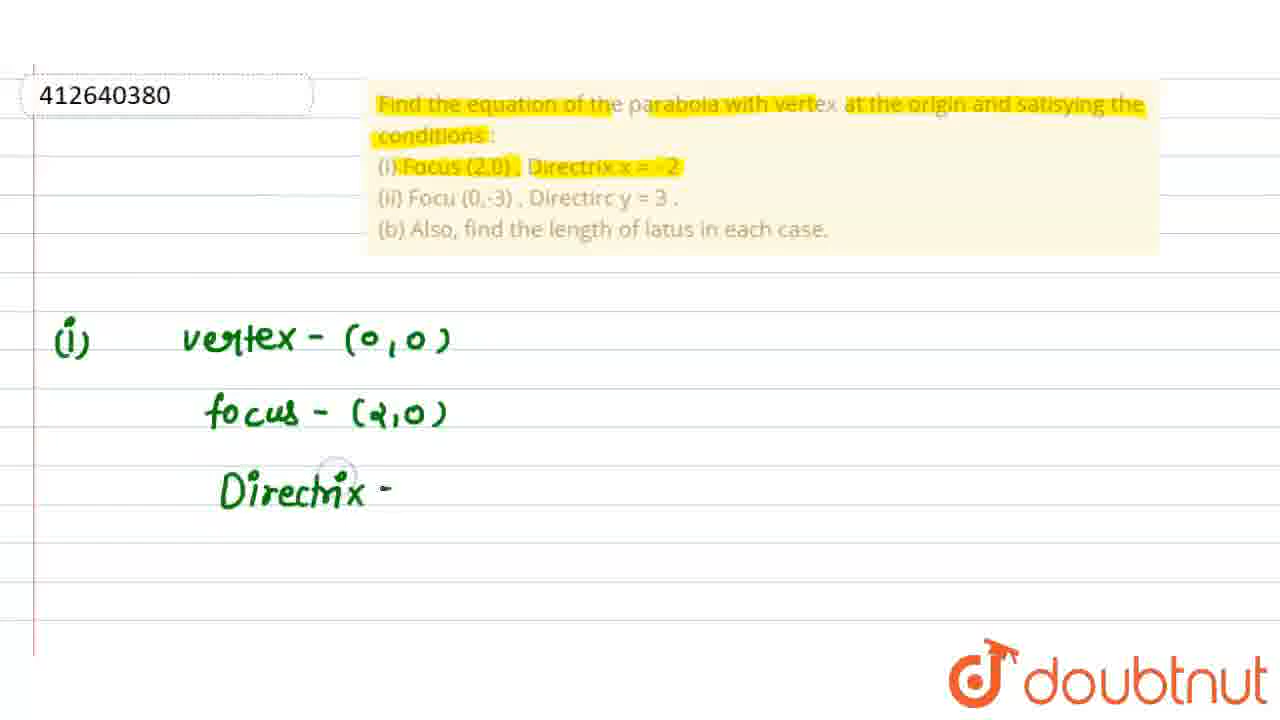 412640380
Find the equation of the parabola with vertex at the origin and satisying the
conditions :
(i) Focus (2,0) , Directrix x = -2
(ii) Focu (0,-3) , Directirc y = 3 .
(b) Also, find the length of latus in each case.
(i) vertex - (0,0)
focus - (2,0)
Directrix -
doubtnut